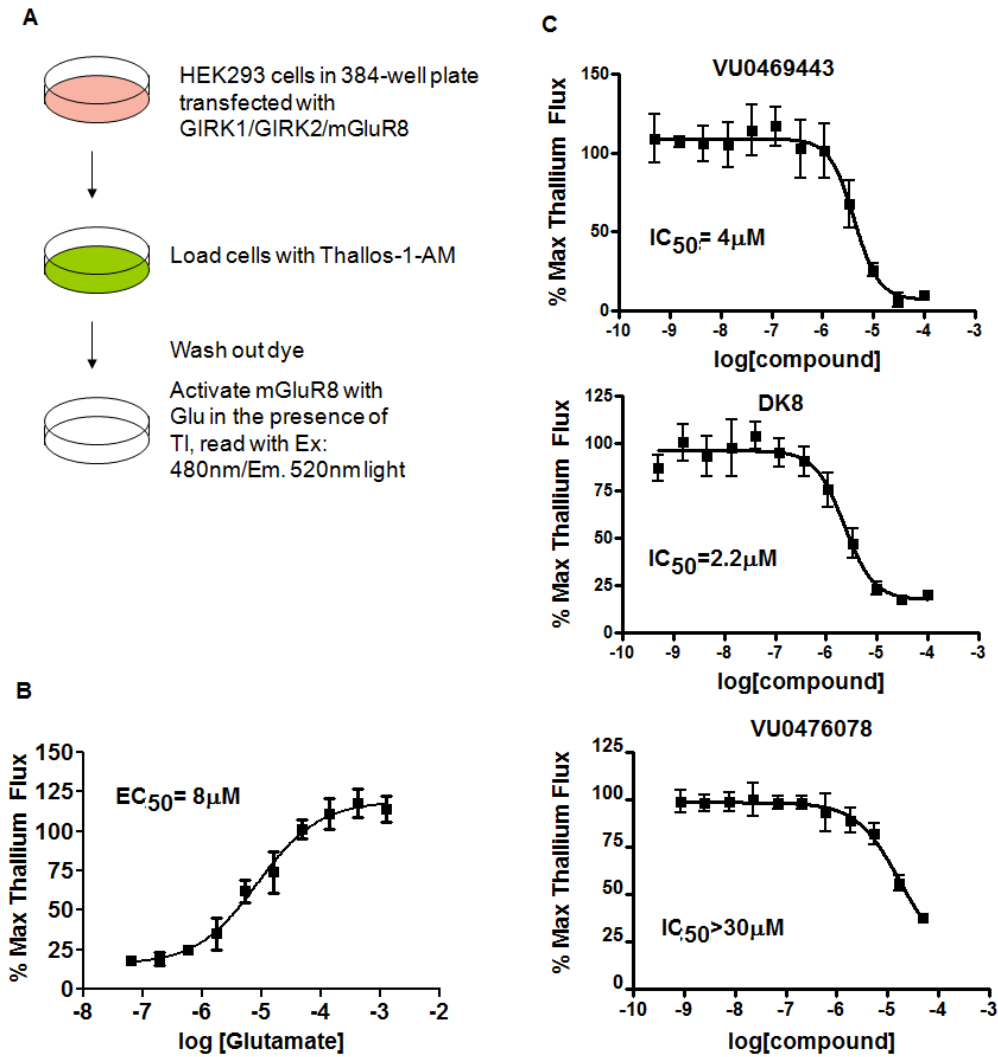 A
HEK293 cells in 384-well plate
transfected with
GIRK1/GIRK2/mGluR8
Load cells with Thallos-1-AM
Wash out dye
Activate mGluR8 with
Glu in the presence of
Tl, read with Ex:
480nm/Em. 520nm light
B
% Max Thallium Flux
150
125
100
75
50
25
0
EC50= 8μM
-8 -7 -6 -5 -4 -3 -2
log [Glutamate]
C
VU0469443
% Max Thallium Flux
150
100
50
0
IC50= 4μM
-10 -9 -8 -7 -6 -5 -4 -3
log[compound]
DK8
% Max Thallium Flux
125
100
75
50
25
0
IC50=2.2μM
-10 -9 -8 -7 -6 -5 -4 -3
log[compound]
VU0476078
% Max Thallium Flux
125
100
75
50
25
0
IC50>30μM
-10 -9 -8 -7 -6 -5 -4 -3
log[compound]